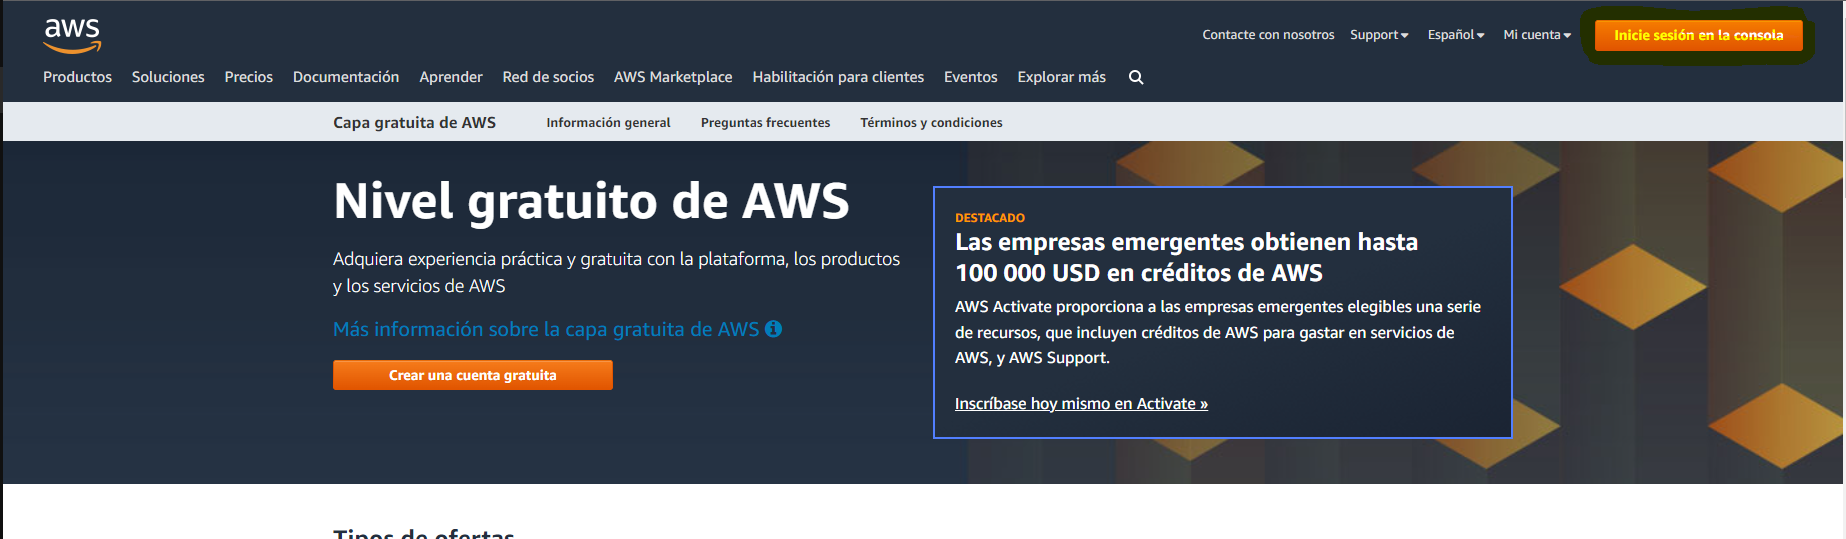 aws
Contacte con nosotros Support Español Mi cuenta Inicie sesión en la consola
Productos Soluciones Precios Documentación Aprender Red de socios AWS Marketplace Habilitación para clientes Eventos Explorar más
Capa gratuita de AWS Información general Preguntas frecuentes Términos y condiciones
Nivel gratuito de AWS
Adquiera experiencia práctica y gratuita con la plataforma, los productos
y los servicios de AWS
Más información sobre la capa gratuita de AWS
Crear una cuenta gratuita
DESTACADO
Las empresas emergentes obtienen hasta
100 000 USD en créditos de AWS
AWS Activate proporciona a las empresas emergentes elegibles una serie
de recursos, que incluyen créditos de AWS para gastar en servicios de
AWS, y AWS Support.
Inscríbase hoy mismo en Activate »
Tipos de ofertas